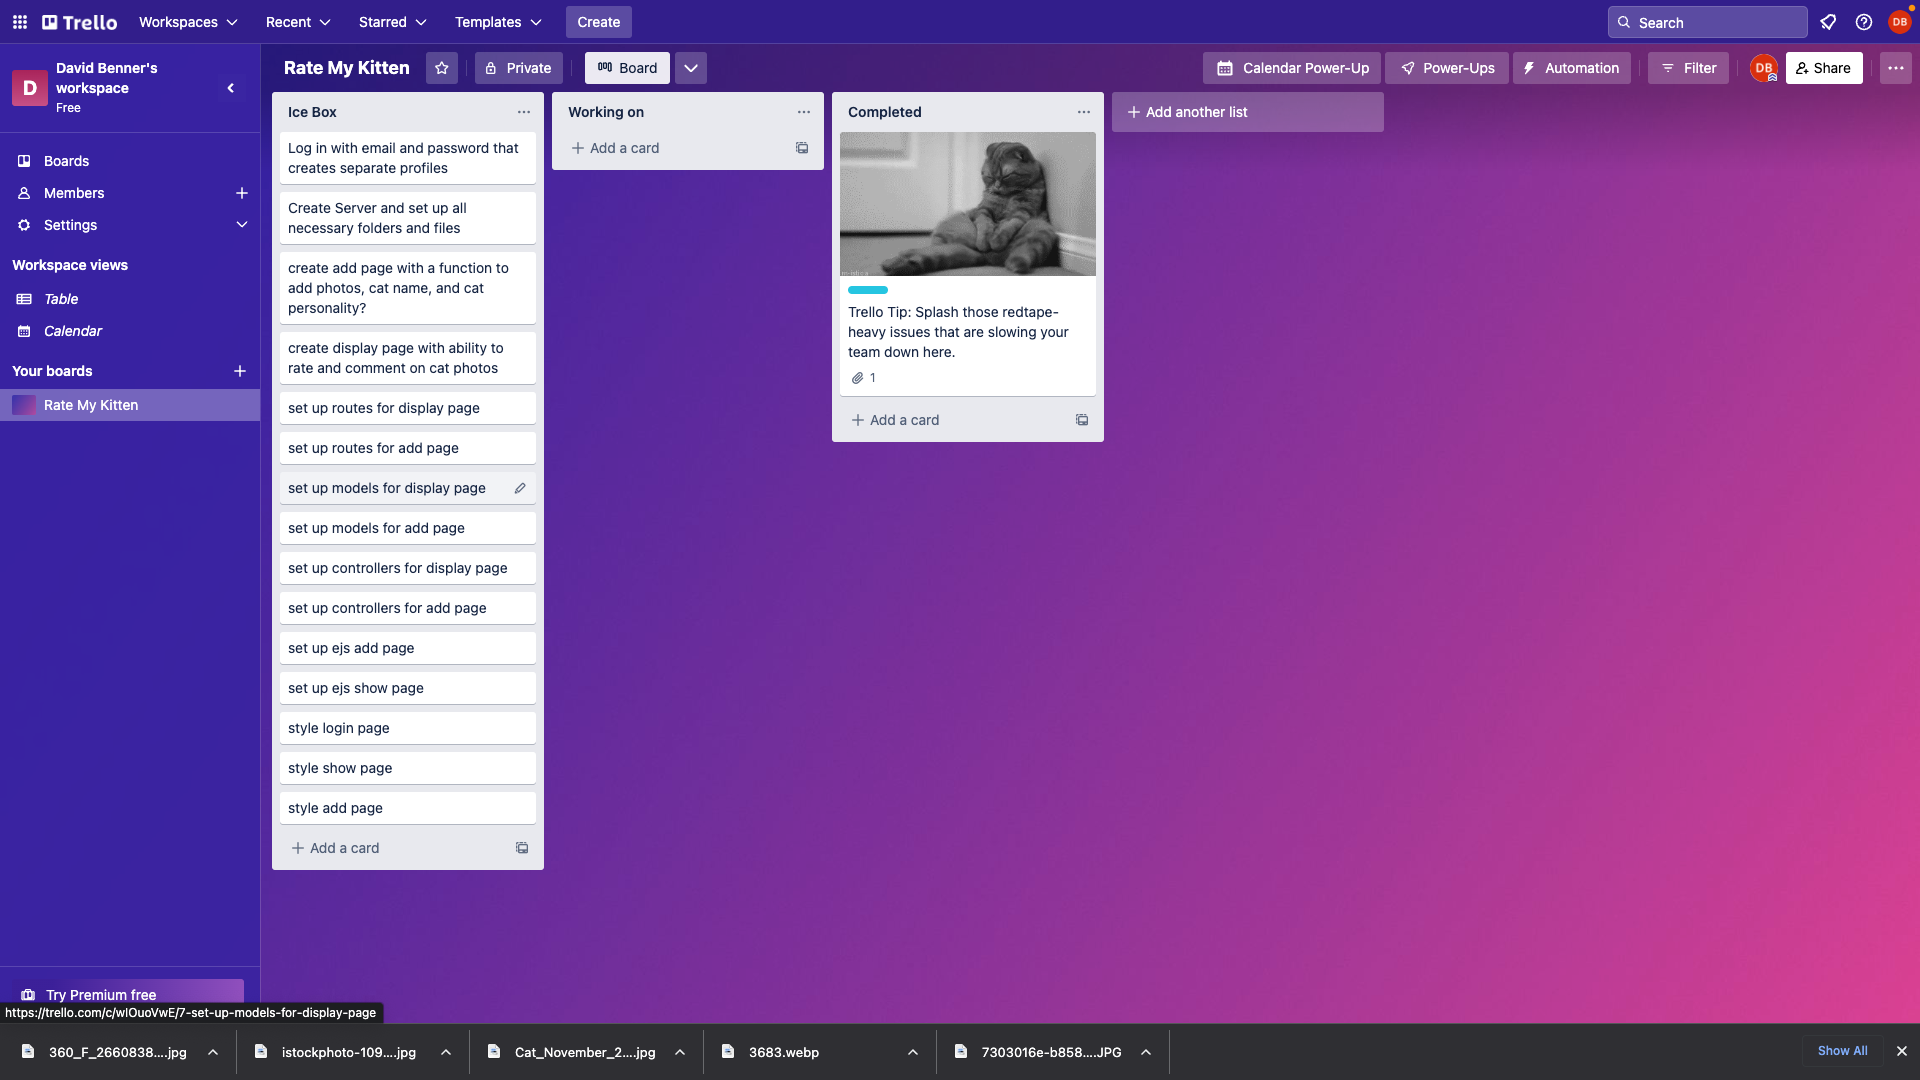 Trello
Workspaces
Recent
Starred
Templates
Create
Search
DB
D
David Benner's
workspace
Free
Boards
Members
Settings
Workspace views
Table
Calendar
Your boards
Rate My Kitten
Try Premium free
https://trello.com/c/wlOuoVwE/7-set-up-models-for-display-page
Rate My Kitten
Private
Board
Calendar Power-Up
Power-Ups
Automation
Filter
DB
Share
Ice Box
Log in with email and password that
creates separate profiles
Create Server and set up all
necessary folders and files
create add page with a function to
add photos, cat name, and cat
personality?
create display page with ability to
rate and comment on cat photos
set up routes for display page
set up routes for add page
set up models for display page
set up models for add page
set up controllers for display page
set up controllers for add page
set up ejs add page
set up ejs show page
style login page
style show page
style add page
Add a card
Working on
Add a card
Completed
Trello Tip: Splash those redtape-
heavy issues that are slowing your
team down here.
1
Add a card
Add another list
360_F_2660838....jpg
istockphoto-109....jpg
Cat_November_2....jpg
3683.webp
7303016e-b858....JPG
Show All